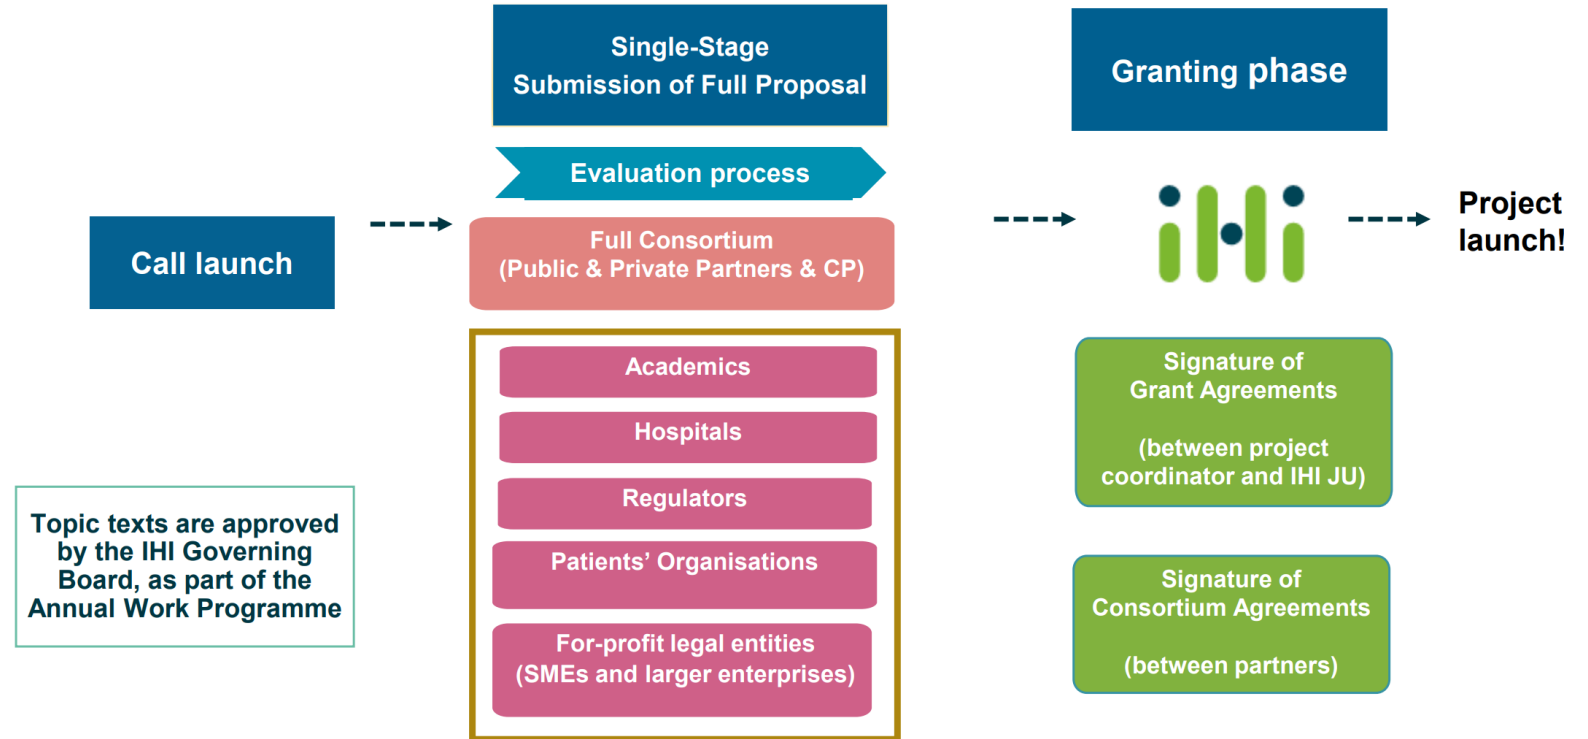 Single-Stage
Submission of Full Proposal
Granting phase
Evaluation process
Call launch
Full Consortium
(Public & Private Partners & CP)
iHi
Project
launch!
Academics
Hospitals
Regulators
Patients’ Organisations
For-profit legal entities
(SMEs and larger enterprises)
Topic texts are approved
by the IHI Governing
Board, as part of the
Annual Work Programme
Signature of
Grant Agreements
(between project
coordinator and IHI JU)
Signature of
Consortium Agreements
(between partners)